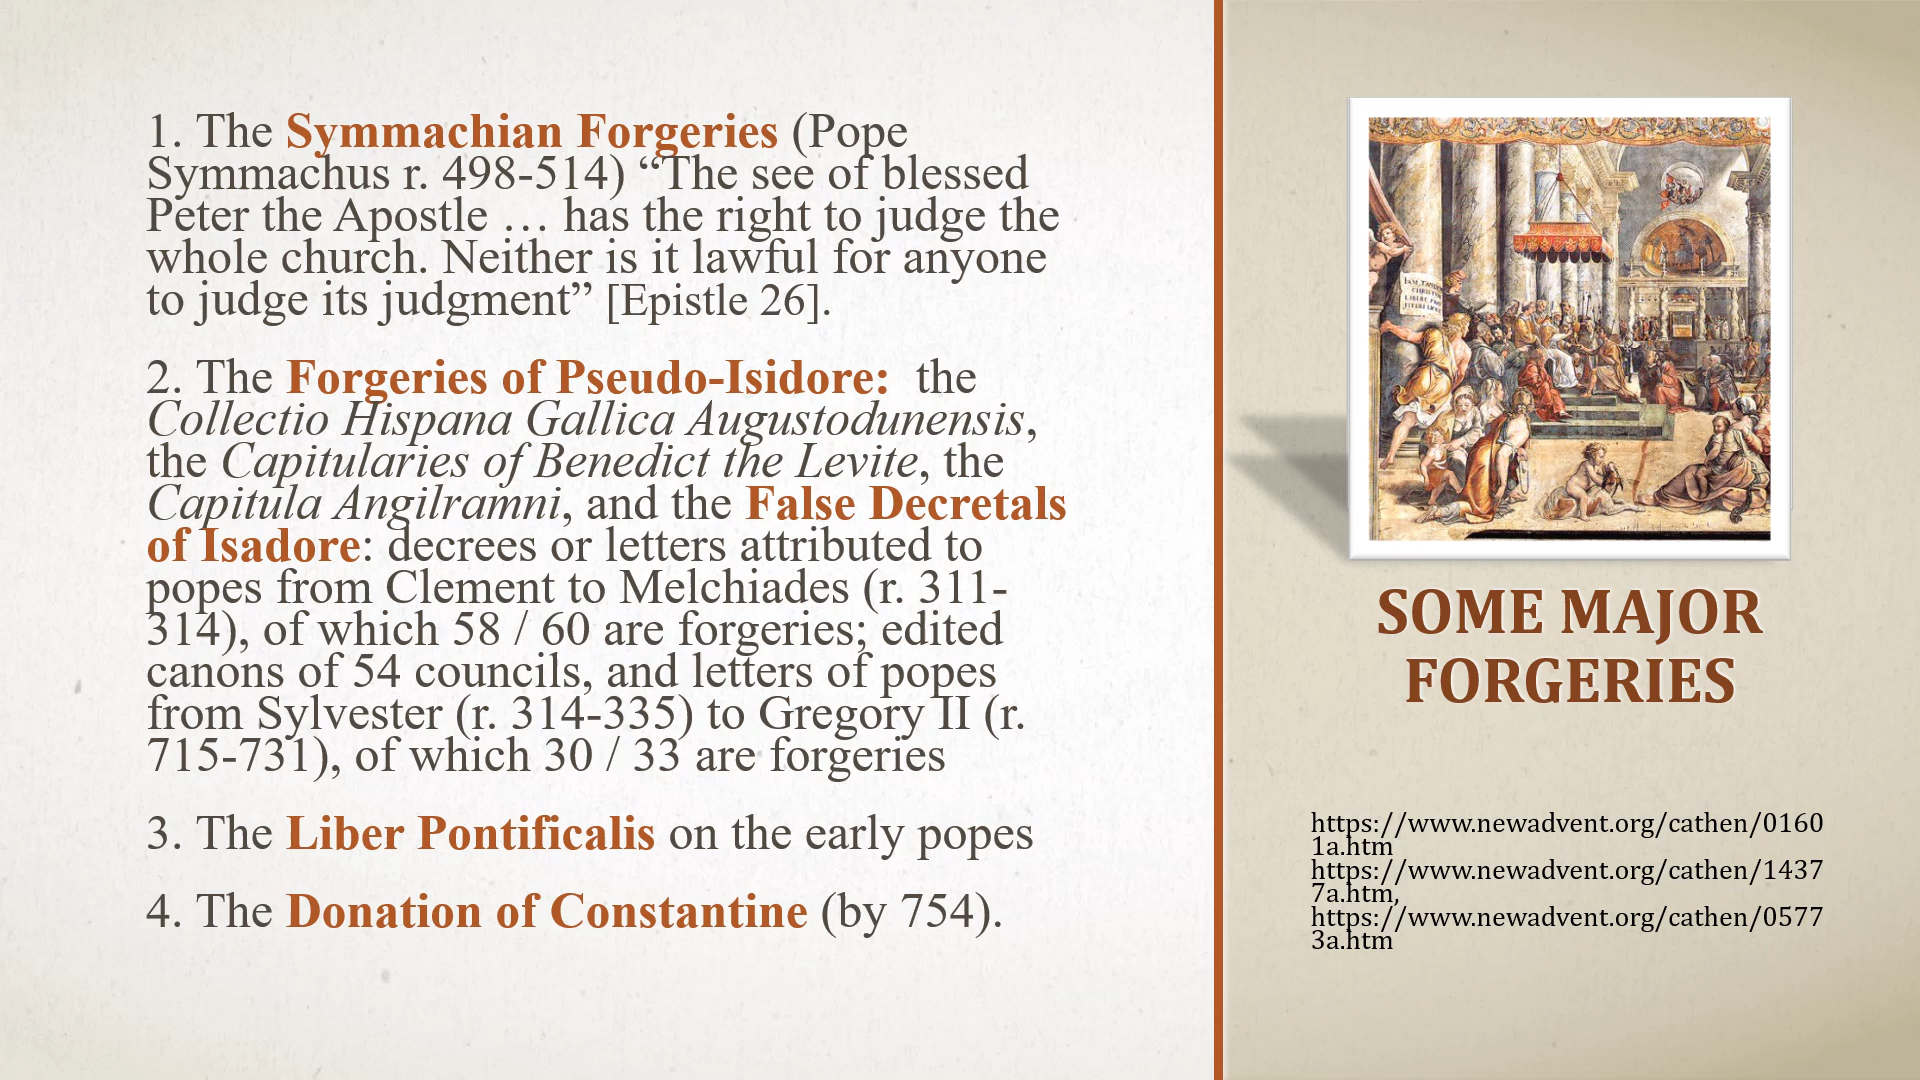 1. The Symmachian Forgeries (Pope
Symmachus r. 498-514) “The see of blessed
Peter the Apostle … has the right to judge the
whole church. Neither is it lawful for anyone
to judge its judgment” [Epistle 26].
2. The Forgeries of Pseudo-Isidore:  the
Collectio Hispana Gallica Augustodunensis,
the Capitularies of Benedict the Levite, the
Capitula Angilramni, and the False Decretals
of Isadore: decrees or letters attributed to
popes from Clement to Melchiades (r. 311-
314), of which 58 / 60 are forgeries; edited
canons of 54 councils, and letters of popes
from Sylvester (r. 314-335) to Gregory II (r.
715-731), of which 30 / 33 are forgeries
3. The Liber Pontificalis on the early popes
4. The Donation of Constantine (by 754).
SOME MAJOR
FORGERIES
https://www.newadvent.org/cathen/0160
1a.htm
https://www.newadvent.org/cathen/1437
7a.htm,
https://www.newadvent.org/cathen/0577
3a.htm